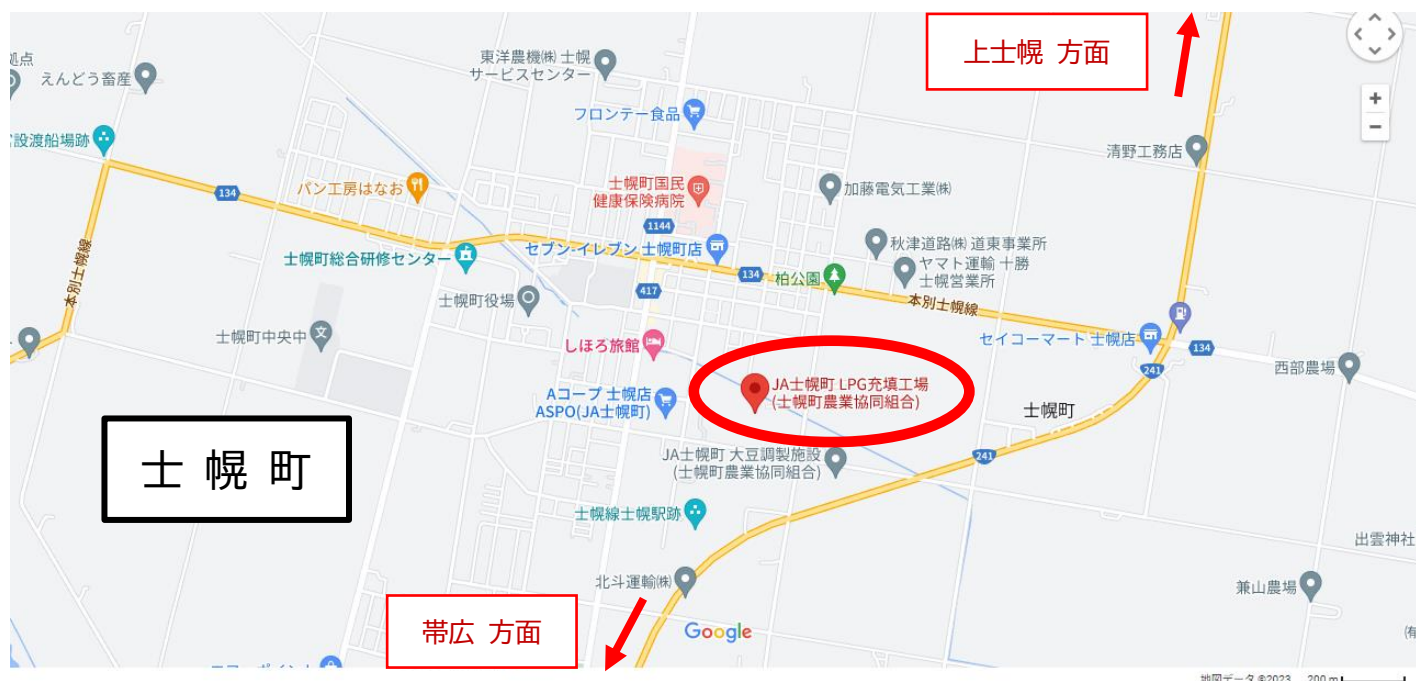 上士幌 方面
東洋農機㈱ 士幌
サービスセンター
処点
えんどう畜産
フロンテー食品
設渡船場跡
清野工務店
134
パン工房はなお
士幌町国民
健康保険病院
加藤電気工業㈱
1144
セブン-イレブン 士幌町店
秋津道路㈱ 道東事業所
士幌町総合研修センター
ヤマト運輸 十勝
士幌営業所
134
柏公園
本別士幌線
417
士幌町役場
本別士幌線
士幌町中央中
しほろ旅館
セイコーマート 士幌店
134
241
西部農場
JA士幌町 LPG充填工場
(士幌町農業協同組合)
Aコープ 士幌店
ASPO(JA士幌町)
士幌町
士 幌 町
JA士幌町 大豆調製施設
(士幌町農業協同組合)
241
士幌線士幌駅跡
出雲神社
北斗運輸㈱
兼山農場
帯広 方面
Google
(有
地図データ ©2023
200 m